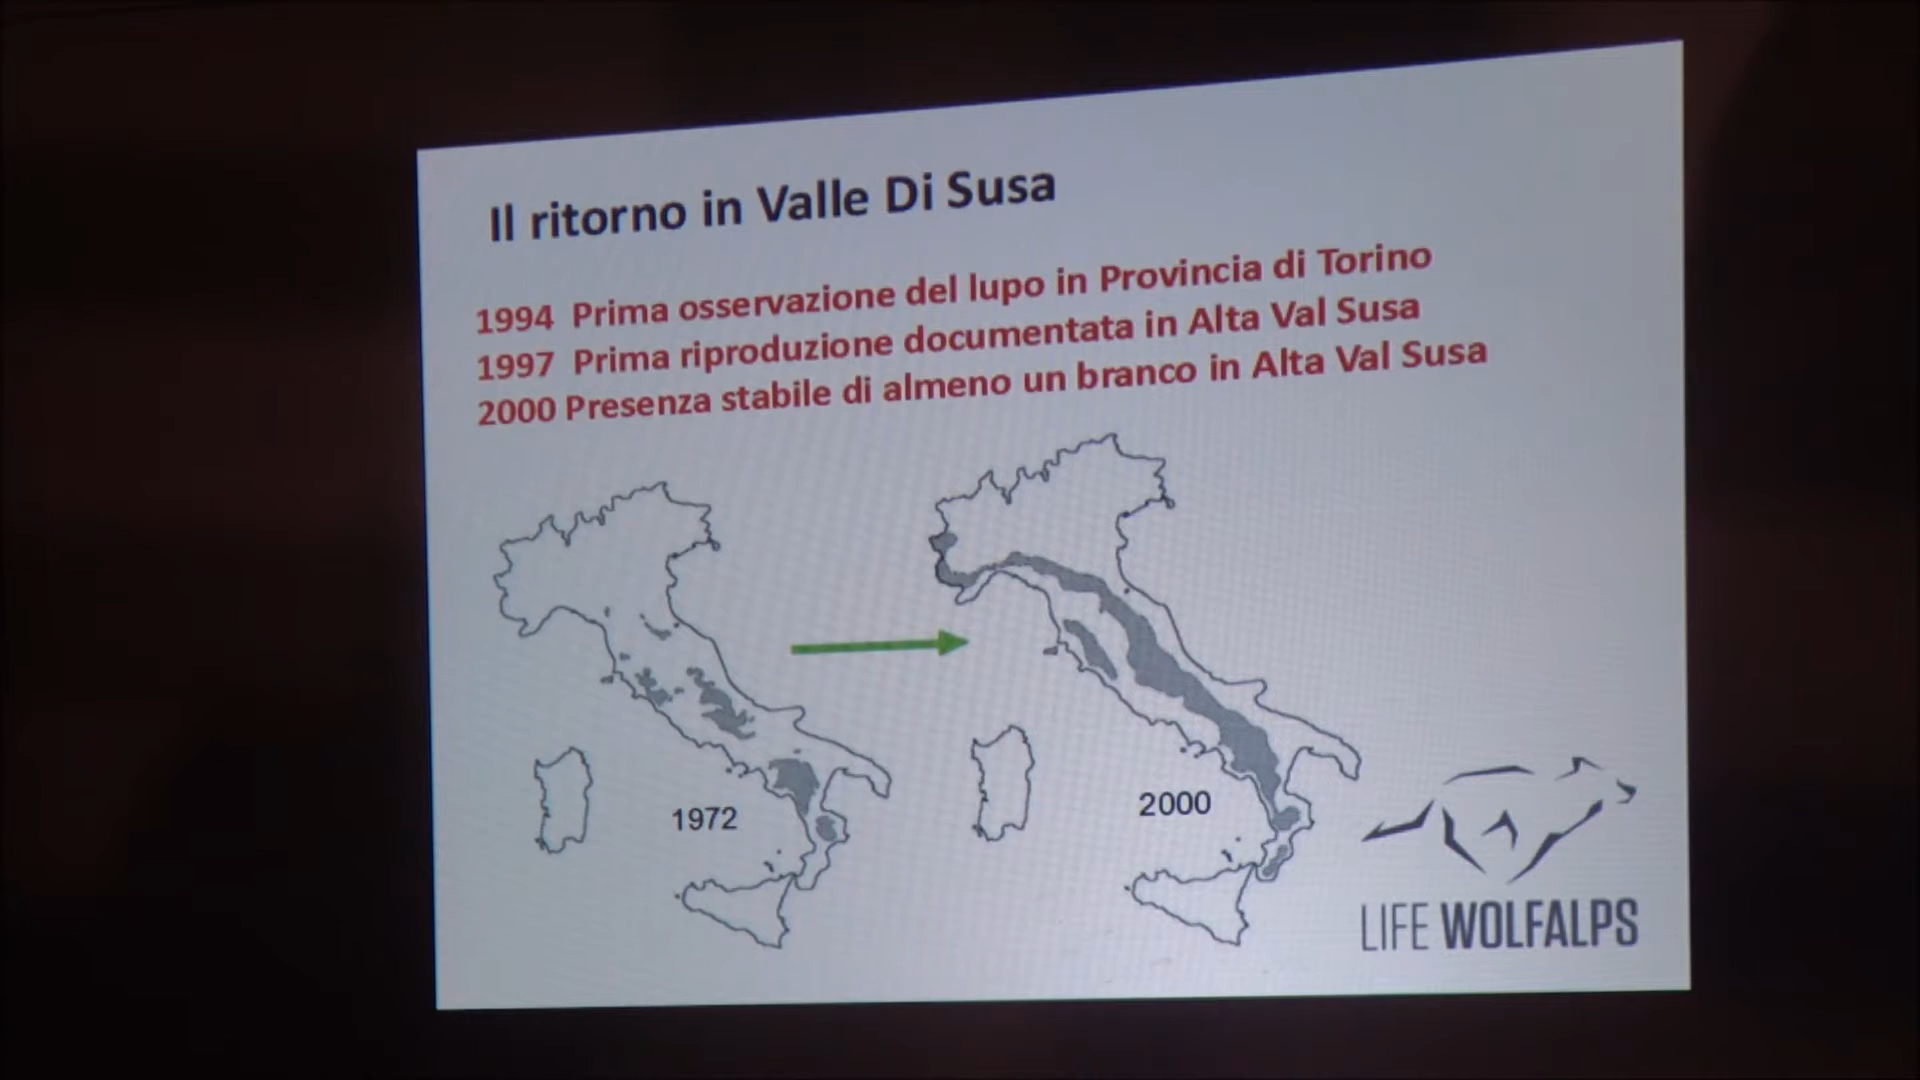 Il ritorno in Valle Di Susa
1994 Prima osservazione del lupo in Provincia di Torino
1997 Prima riproduzione documentata in Alta Val Susa
2000 Presenza stabile di almeno un branco in Alta Val Susa
1972
2000
LIFE WOLFALPS